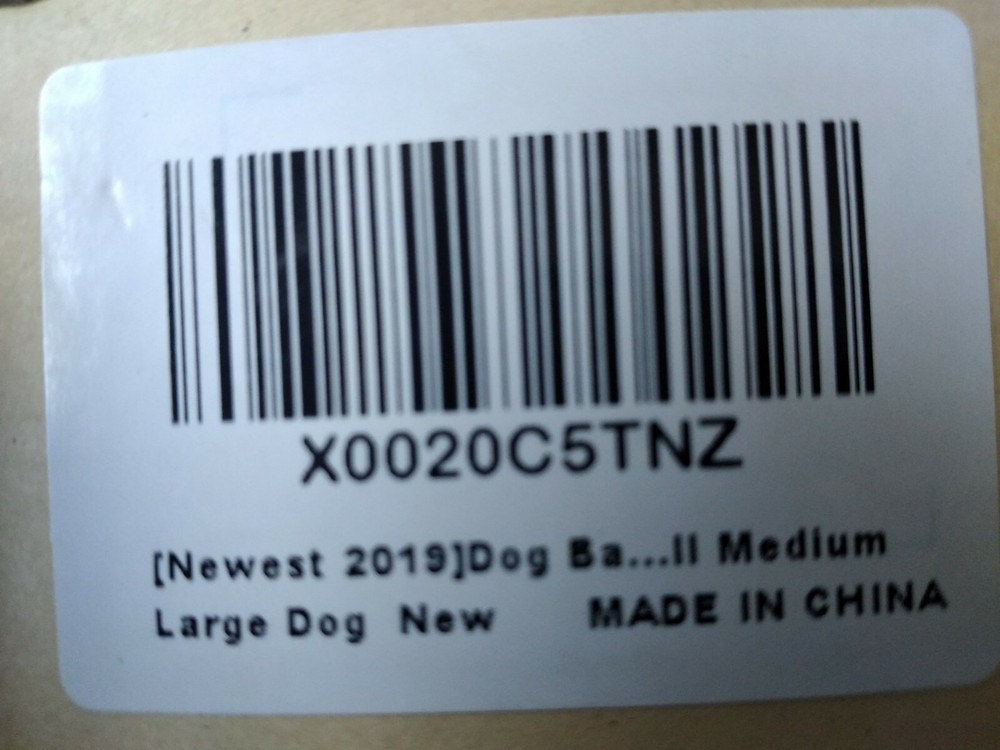 X0020C5TNZ
[Newest 2019]Dog Ba...ll Medium
Large Dog New MADE IN CHINA